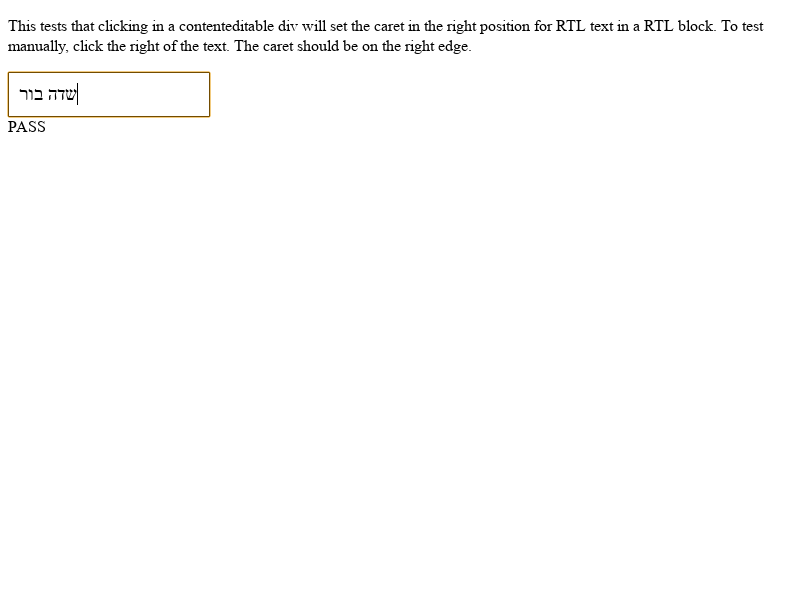 This tests that clicking in a contenteditable div will set the caret in the right position for RTL text in a RTL block. To test
manually, click the right of the text. The caret should be on the right edge.
שדה בור
PASS